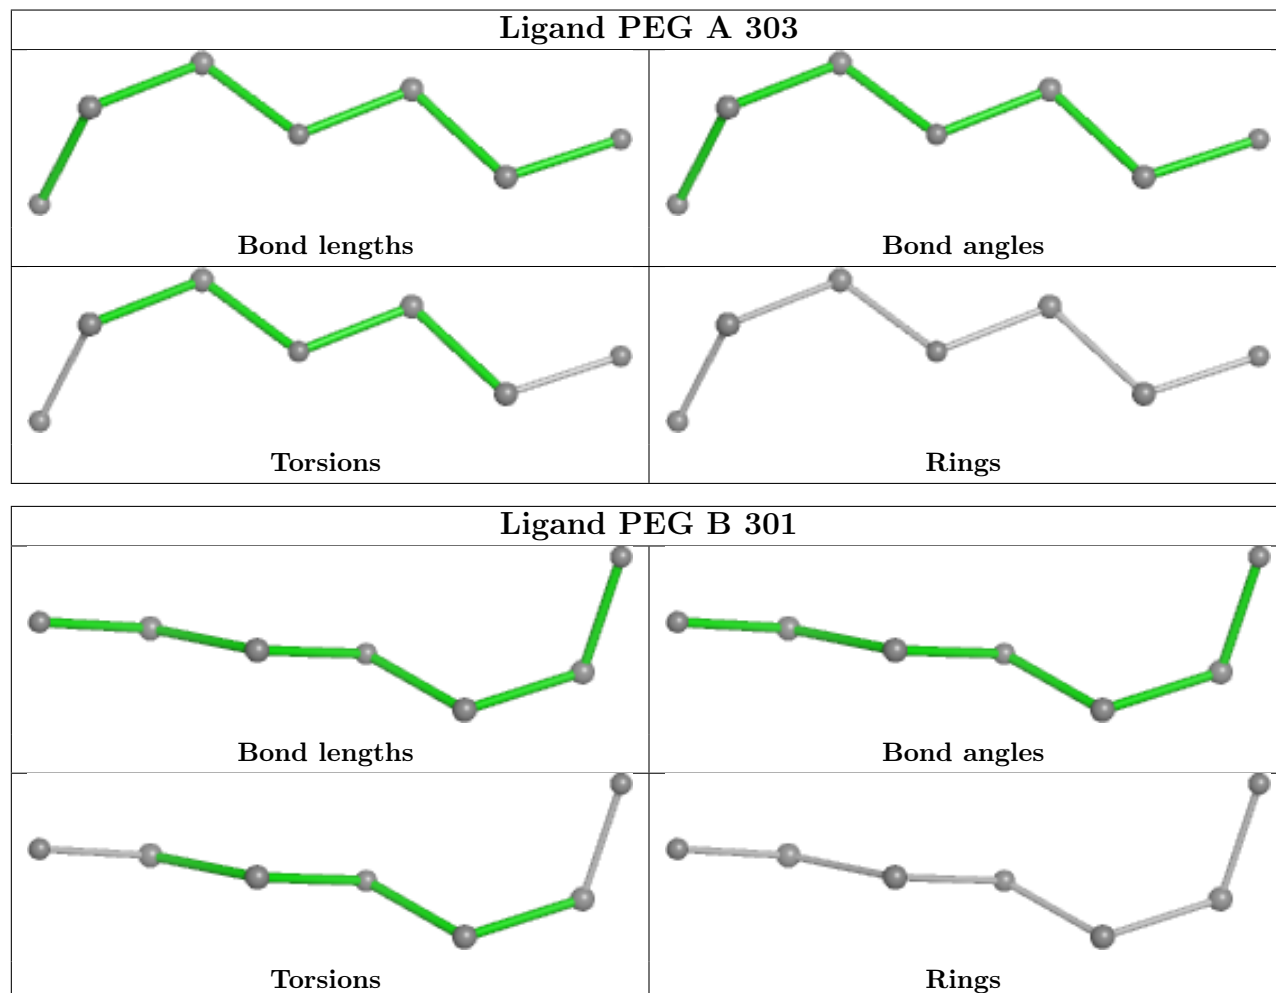 Ligand PEG A 303
Bond lengths
Bond angles
Torsions
Rings
Ligand PEG B 301
Bond lengths
Bond angles
Torsions
Rings